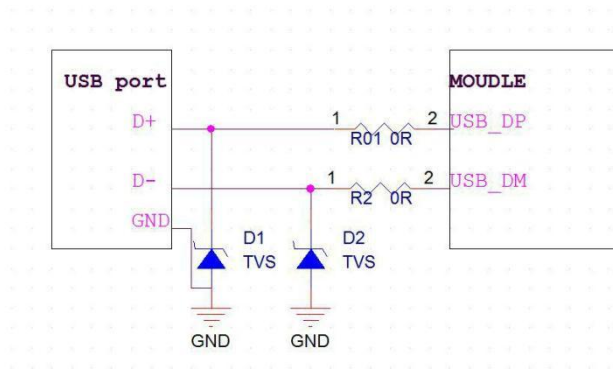 USB port
MOUDLE
D+
1
2
USB_DP
R01 0R
D-
1
2
USB_DM
R2 0R
GND
D1
TVS
D2
TVS
GND
GND